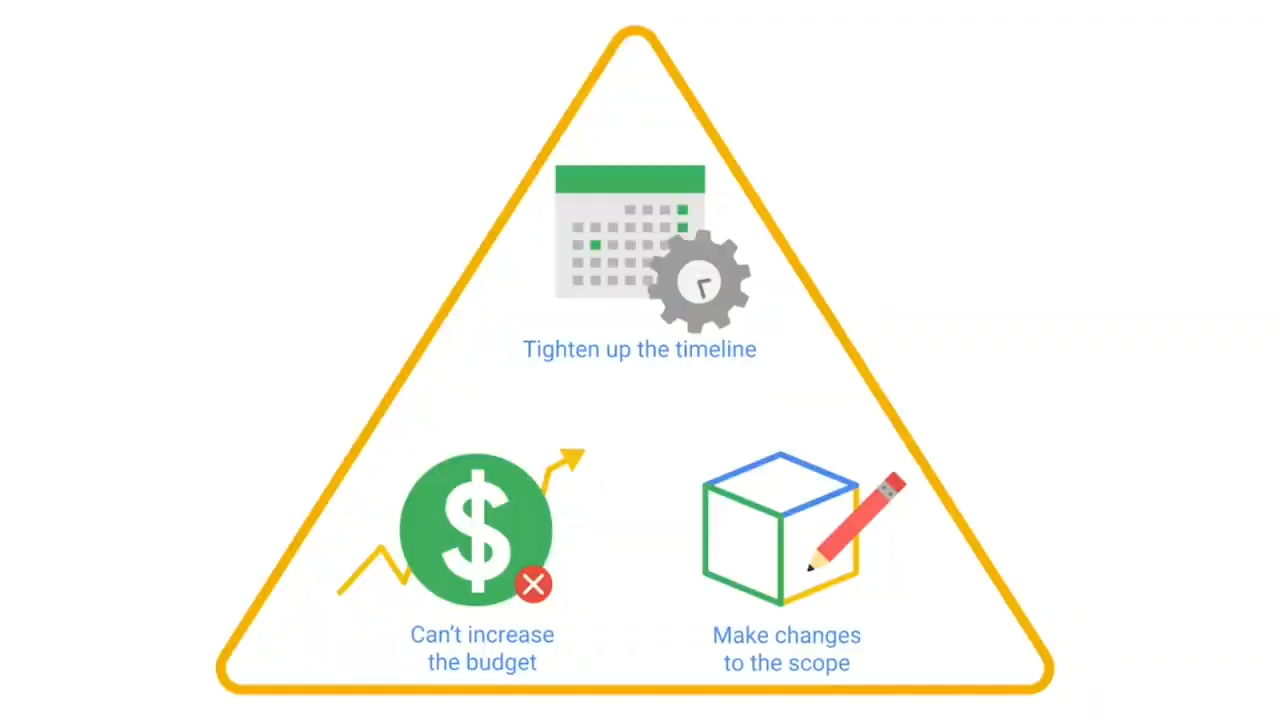 Tighten up the timeline
Can't increase
the budget
Make changes
to the scope